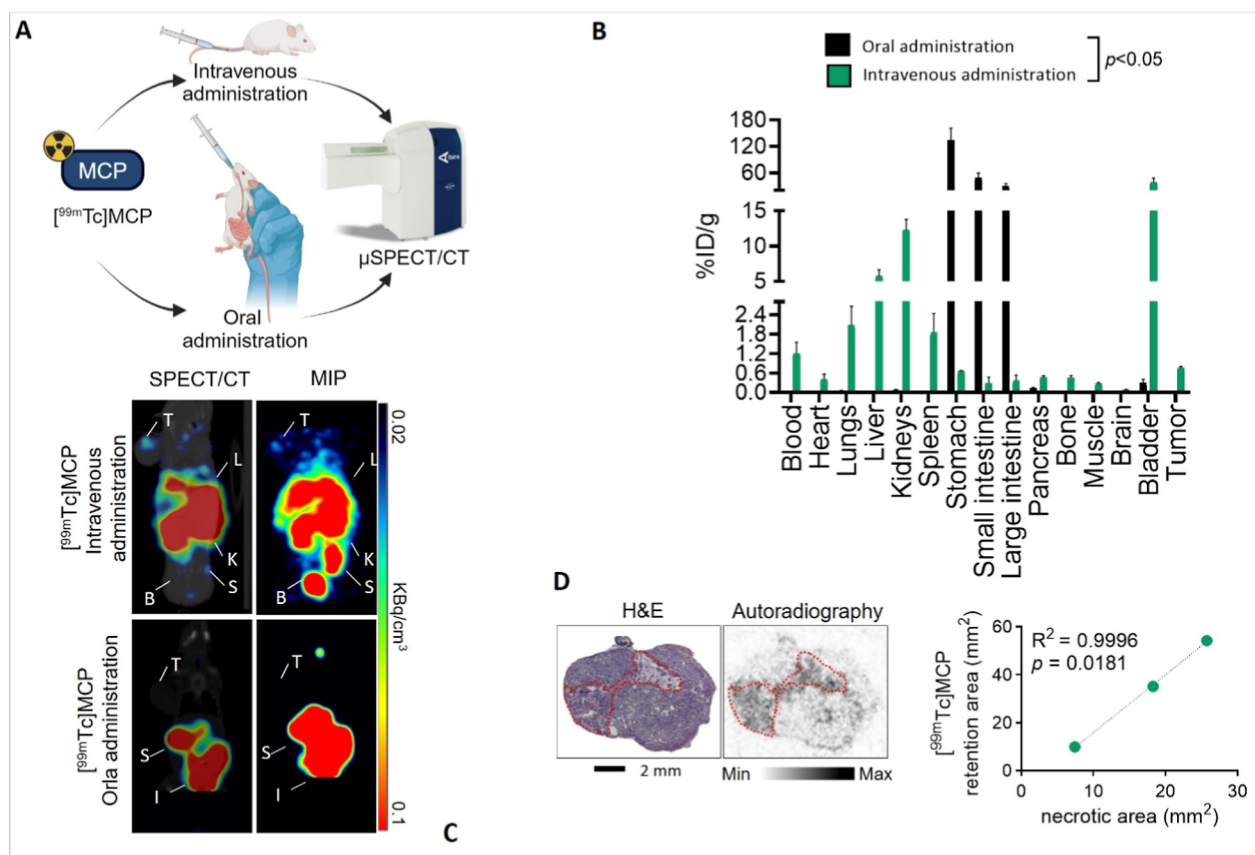 A
Intravenous
administration
MCP
[⁹⁹ᵐTc]MCP
μSPECT/CT
Oral
administration
SPECT/CT MIP
[⁹⁹ᵐTc]MCP
Intravenous
administration
T
L
K
S
B
T
L
K
S
B
0.02
KBq/cm³
0.1
[⁹⁹ᵐTc]MCP
Orla administration
T
S
I
T
S
I
B
Oral administration
Intravenous administration
p<0.05
%ID/g
180
120
60
15
10
5
2.4
1.8
1.2
0.6
0.0
Blood
Heart
Lungs
Liver
Kidneys
Spleen
Stomach
Small intestine
Large intestine
Pancreas
Bone
Muscle
Brain
Bladder
Tumor
C
D
H&E Autoradiography
2 mm
Min Max
[⁹⁹ᵐTc]MCP
retention area (mm²)
R² = 0.9996
p = 0.0181
60
40
20
0
0 10 20 30
necrotic area (mm²)